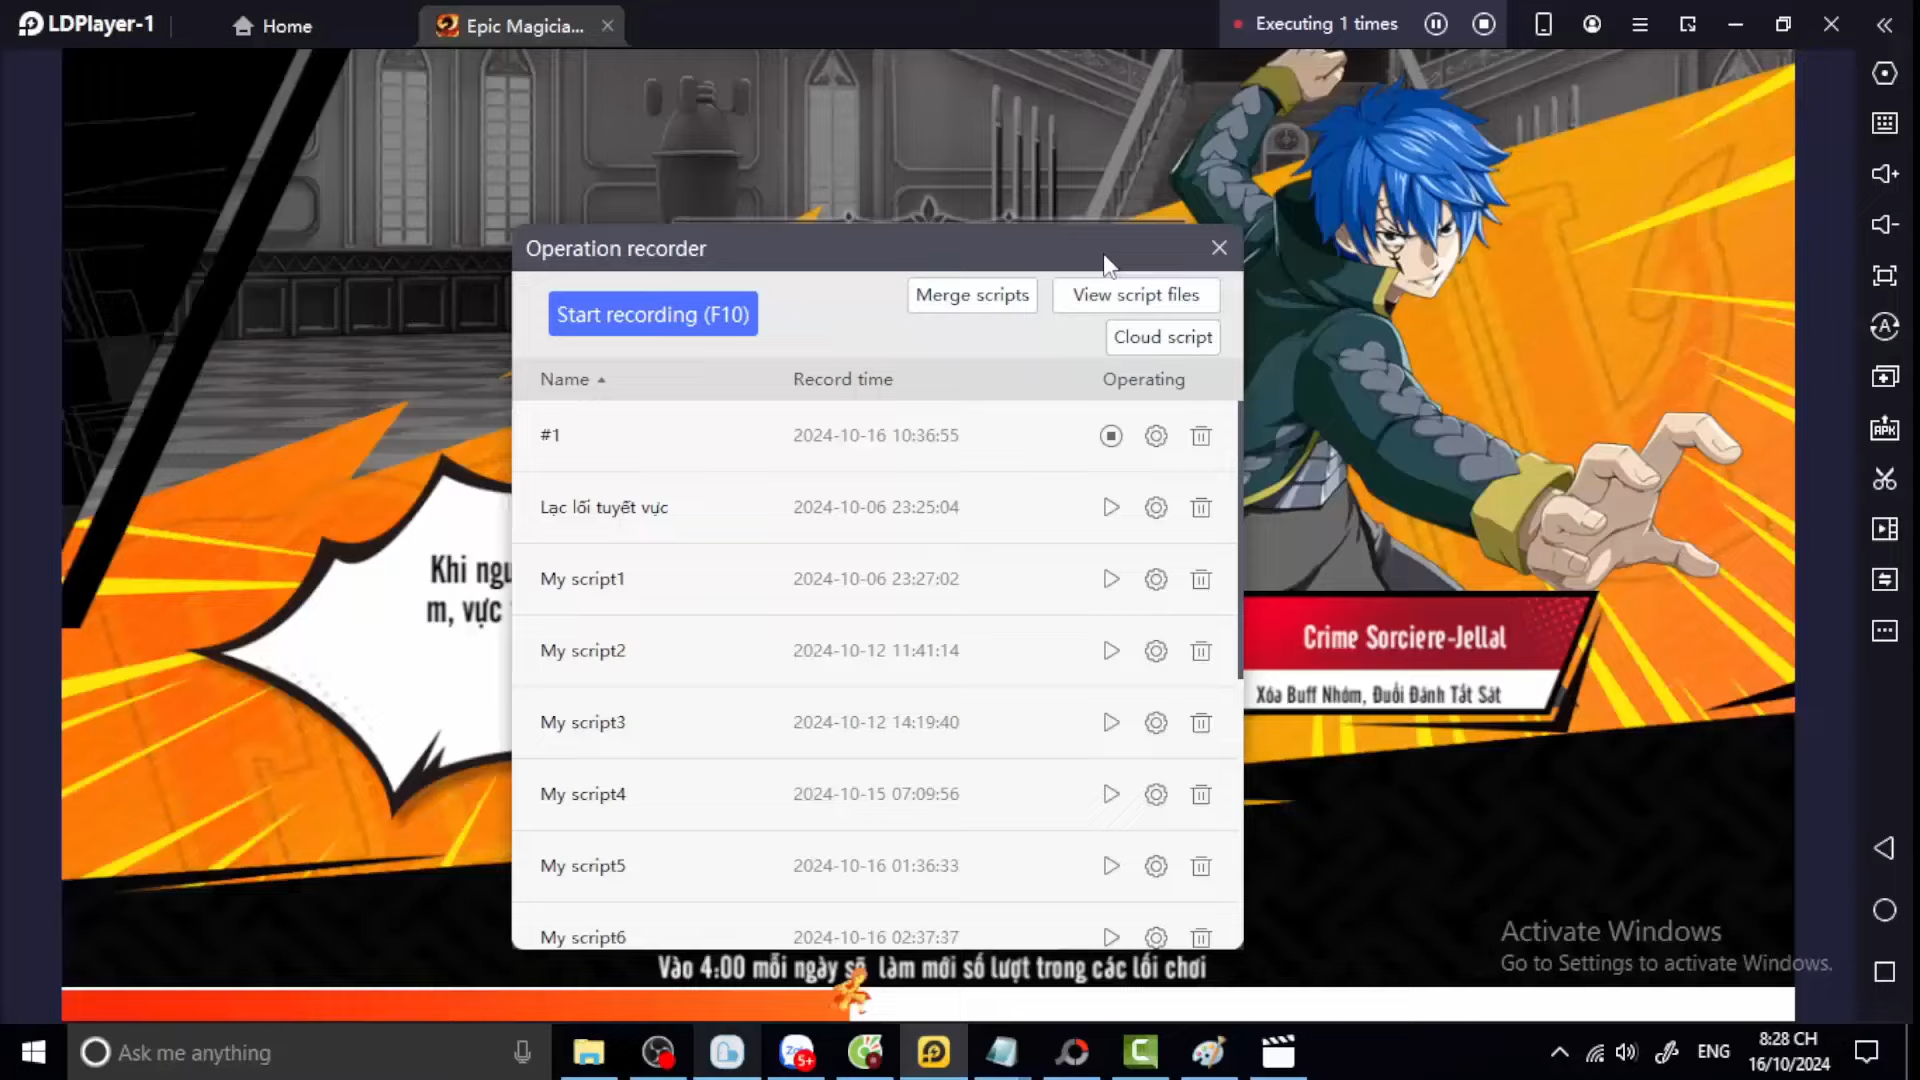 LDPlayer-1
Home
Epic Magicia...
Executing 1 times
Operation recorder
Start recording (F10)
Merge scripts
View script files
Cloud script
Name
Record time
Operating
#1
2024-10-16 10:36:55
Lạc lối tuyết vực
2024-10-06 23:25:04
My script1
2024-10-06 23:27:02
My script2
2024-10-12 11:41:14
My script3
2024-10-12 14:19:40
My script4
2024-10-15 07:09:56
My script5
2024-10-16 01:36:33
My script6
2024-10-16 02:37:37
Khi ngu
m, vực
Crime Sorciere-Jellal
Xóa Buff Nhóm, Đuổi Đánh Tất Sát
Vào 4:00 mỗi ngày sẽ làm mới số lượt trong các lối chơi
Activate Windows
Go to Settings to activate Windows.
APK
Ask me anything
5+
ENG
8:28 CH
16/10/2024